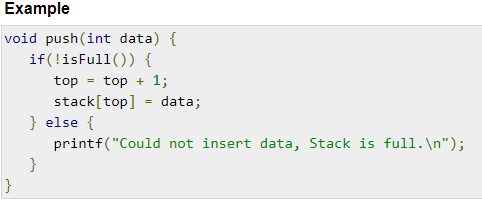 Example
void push(int data) {
   if(!isFull()) {
      top = top + 1;
      stack[top] = data;
   } else {
      printf("Could not insert data, Stack is full.\n");
   }
}